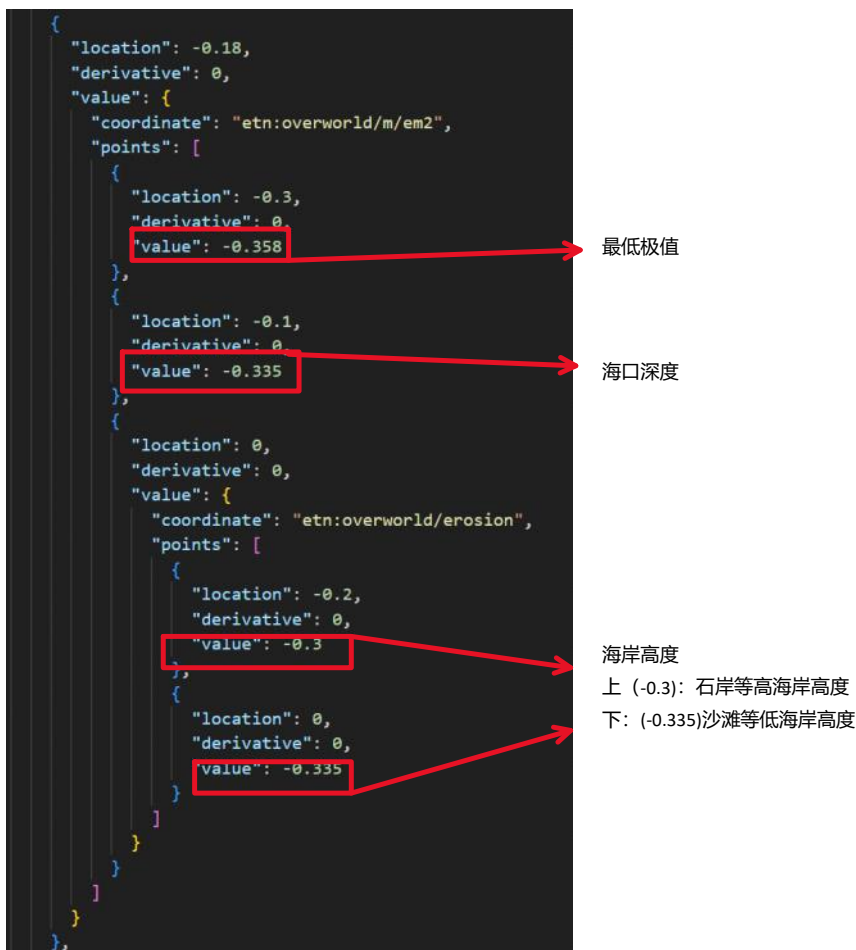 {
"location": -0.18,
"derivative": 0,
"value": {
"coordinate": "etn:overworld/m/em2",
"points": [
{
"location": -0.3,
"derivative": 0,
"value": -0.358
},
{
"location": -0.1,
"derivative": 0,
"value": -0.335
},
{
"location": 0,
"derivative": 0,
"value": {
"coordinate": "etn:overworld/erosion",
"points": [
{
"location": -0.2,
"derivative": 0,
"value": -0.3
},
{
"location": 0,
"derivative": 0,
"value": -0.335
}
]
}
}
]
}
},
最低极值
海口深度
海岸高度
上（-0.3）：石岸等高海岸高度
下：(-0.335)沙滩等低海岸高度